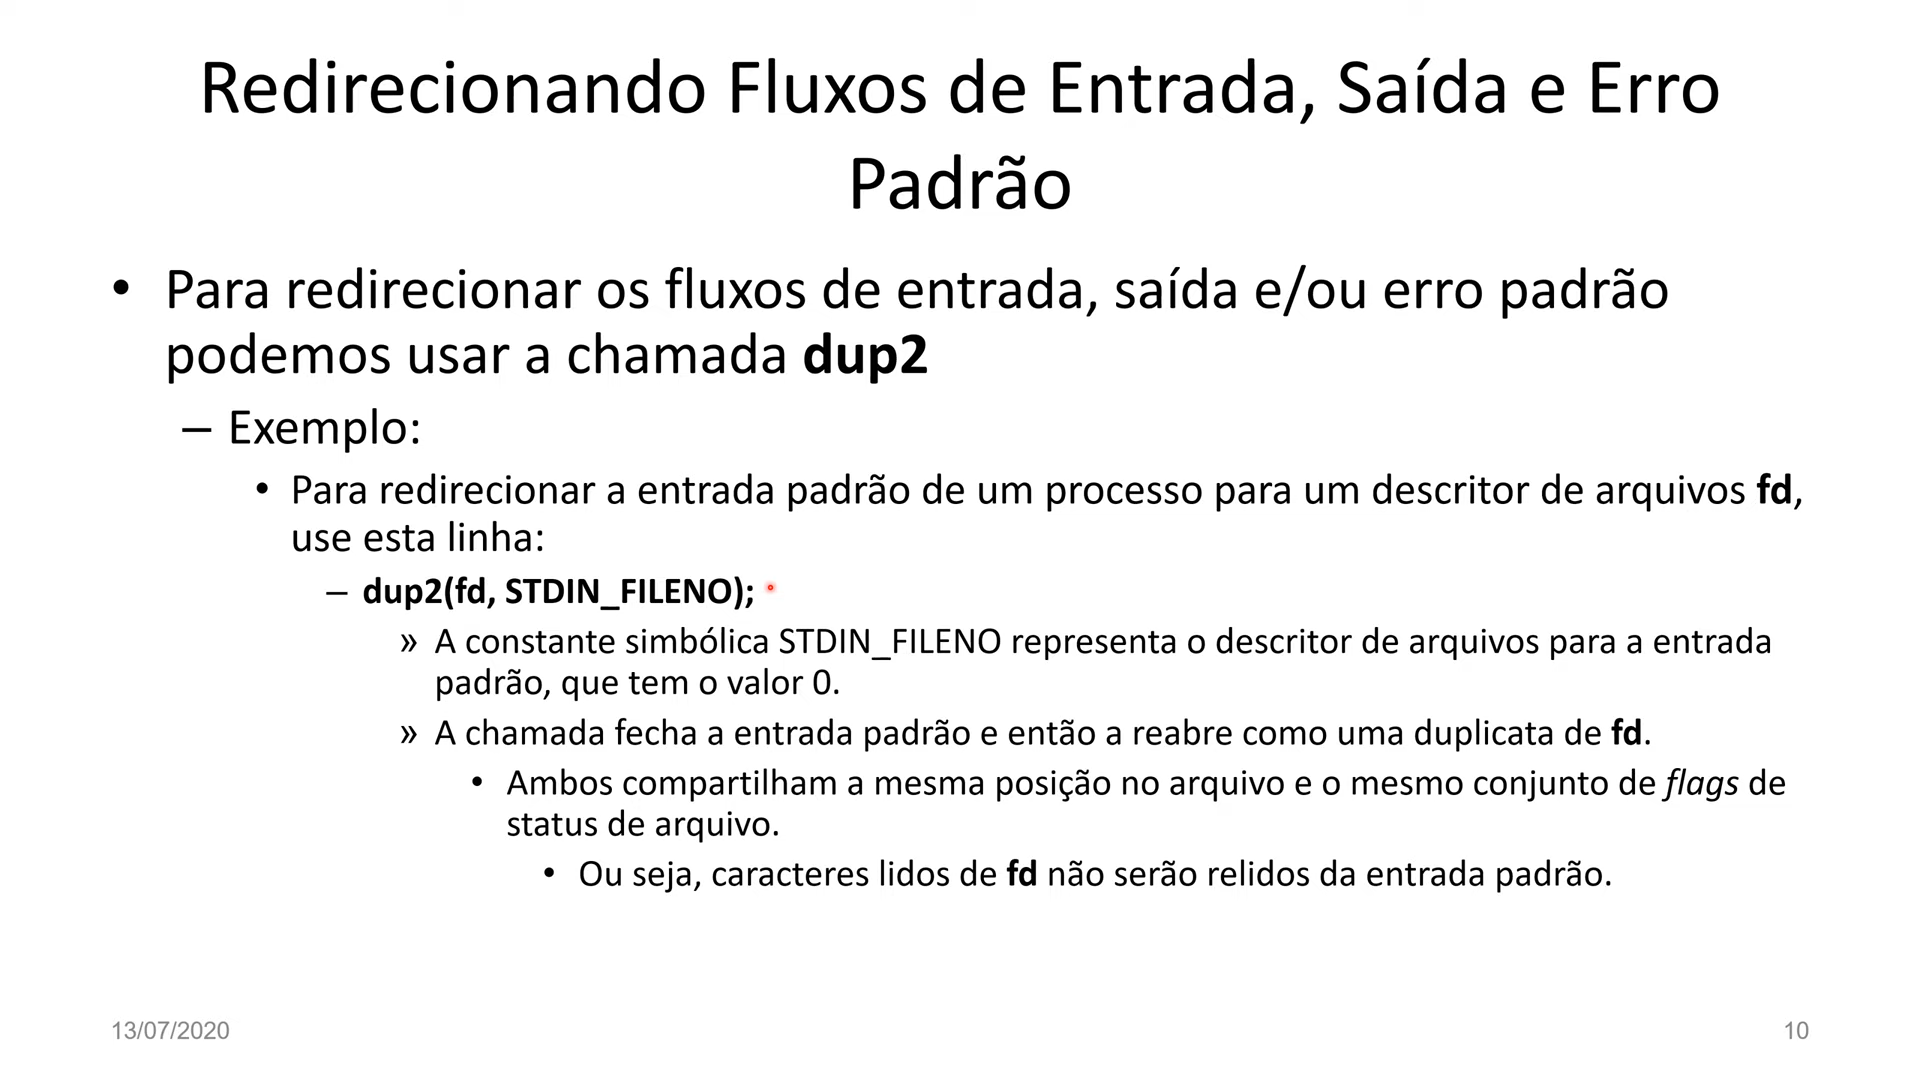 Redirecionando Fluxos de Entrada, Saída e Erro
Padrão
• Para redirecionar os fluxos de entrada, saída e/ou erro padrão
podemos usar a chamada dup2
– Exemplo:
• Para redirecionar a entrada padrão de um processo para um descritor de arquivos fd,
use esta linha:
– dup2(fd, STDIN_FILENO);
» A constante simbólica STDIN_FILENO representa o descritor de arquivos para a entrada
padrão, que tem o valor 0.
» A chamada fecha a entrada padrão e então a reabre como uma duplicata de fd.
• Ambos compartilham a mesma posição no arquivo e o mesmo conjunto de flags de
status de arquivo.
• Ou seja, caracteres lidos de fd não serão relidos da entrada padrão.
13/07/2020
10